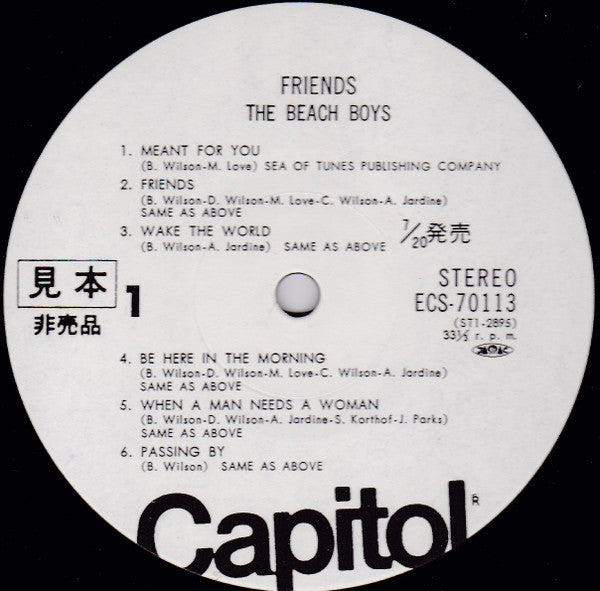 FRIENDS
THE BEACH BOYS
1. MEANT FOR YOU
(B. Wilson-M. Love) SEA OF TUNES PUBLISHING COMPANY
2. FRIENDS
(B. Wilson-D. Wilson-M. Love-C. Wilson-A. Jardine)
SAME AS ABOVE
3. WAKE THE WORLD
(B. Wilson-A. Jardine) SAME AS ABOVE
7/20発売
見本
非売品
1
STEREO
ECS-70113
(ST1-2895)
33⅓ r. p. m.
4. BE HERE IN THE MORNING
(B. Wilson-D. Wilson-M. Love-C. Wilson-A. Jardine)
SAME AS ABOVE
5. WHEN A MAN NEEDS A WOMAN
(B. Wilson-D. Wilson-A. Jardine-S. Korthof-J. Parks)
SAME AS ABOVE
6. PASSING BY
(B. Wilson) SAME AS ABOVE
Capitol®